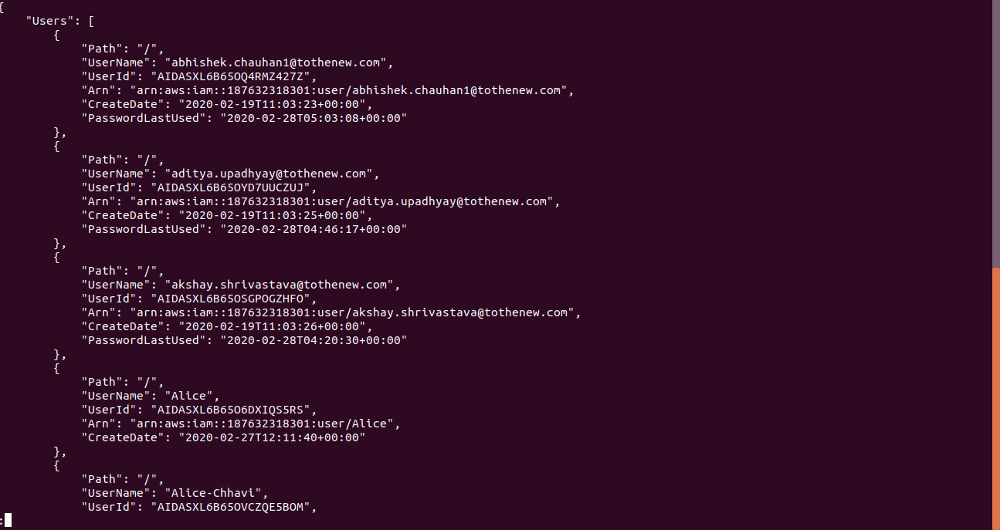 {
    "Users": [
        {
            "Path": "/",
            "UserName": "abhishek.chauhan1@tothenew.com",
            "UserId": "AIDASXL6B65OQ4RMZ427Z",
            "Arn": "arn:aws:iam::187632318301:user/abhishek.chauhan1@tothenew.com",
            "CreateDate": "2020-02-19T11:03:23+00:00",
            "PasswordLastUsed": "2020-02-28T05:03:08+00:00"
        },
        {
            "Path": "/",
            "UserName": "aditya.upadhyay@tothenew.com",
            "UserId": "AIDASXL6B65OYD7UUCZUJ",
            "Arn": "arn:aws:iam::187632318301:user/aditya.upadhyay@tothenew.com",
            "CreateDate": "2020-02-19T11:03:25+00:00",
            "PasswordLastUsed": "2020-02-28T04:46:17+00:00"
        },
        {
            "Path": "/",
            "UserName": "akshay.shrivastava@tothenew.com",
            "UserId": "AIDASXL6B65OSGPOGZHFO",
            "Arn": "arn:aws:iam::187632318301:user/akshay.shrivastava@tothenew.com",
            "CreateDate": "2020-02-19T11:03:26+00:00",
            "PasswordLastUsed": "2020-02-28T04:20:30+00:00"
        },
        {
            "Path": "/",
            "UserName": "Alice",
            "UserId": "AIDASXL6B65O6DXIQS5RS",
            "Arn": "arn:aws:iam::187632318301:user/Alice",
            "CreateDate": "2020-02-27T12:11:40+00:00"
        },
        {
            "Path": "/",
            "UserName": "Alice-Chhavi",
            "UserId": "AIDASXL6B65OVCZQE5BOM",
: